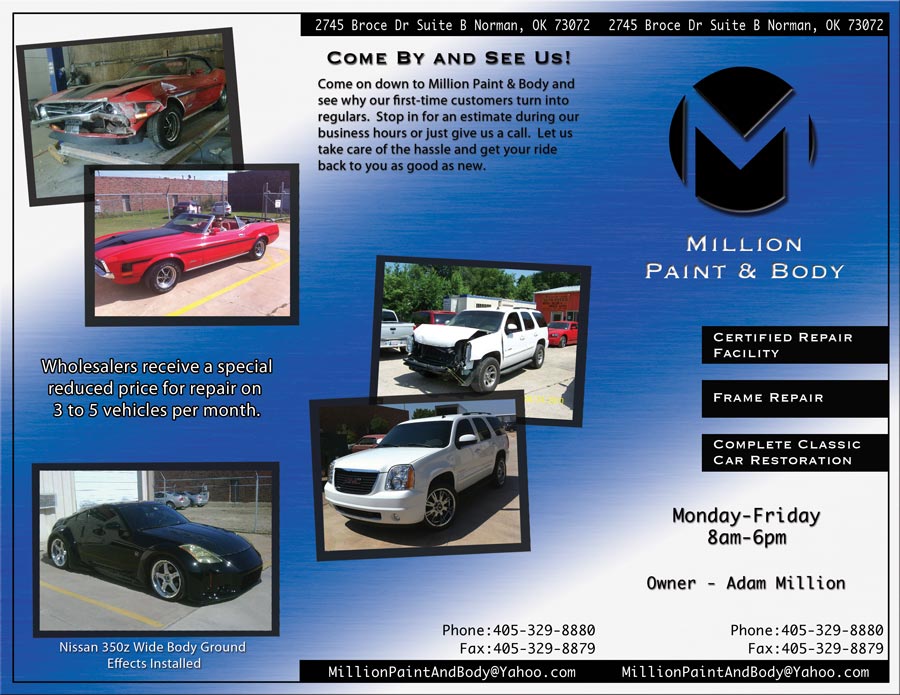 2745 Broce Dr Suite B Norman, OK 73072
2745 Broce Dr Suite B Norman, OK 73072
Come By and See Us!
Come on down to Million Paint & Body and
see why our first-time customers turn into
regulars. Stop in for an estimate during our
business hours or just give us a call. Let us
take care of the hassle and get your ride
back to you as good as new.
Wholesalers receive a special
reduced price for repair on
3 to 5 vehicles per month.
Nissan 350z Wide Body Ground
Effects Installed
Phone:405-329-8880
Fax:405-329-8879
MillionPaintAndBody@Yahoo.com
M
Million
Paint & Body
Certified Repair
Facility
Frame Repair
Complete Classic
Car Restoration
Monday-Friday
8am-6pm
Owner - Adam Million
Phone:405-329-8880
Fax:405-329-8879
MillionPaintAndBody@Yahoo.com